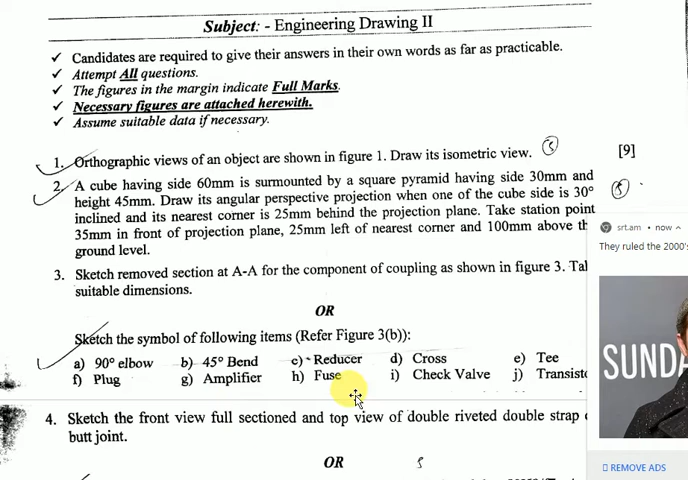 Subject: - Engineering Drawing II
✓ Candidates are required to give their answers in their own words as far as practicable.
✓ Attempt All questions.
✓ The figures in the margin indicate Full Marks.
✓ Necessary figures are attached herewith.
✓ Assume suitable data if necessary.
1. Orthographic views of an object are shown in figure 1. Draw its isometric view. [9]
2. A cube having side 60mm is surmounted by a square pyramid having side 30mm and
height 45mm. Draw its angular perspective projection when one of the cube side is 30°
inclined and its nearest corner is 25mm behind the projection plane. Take station point
35mm in front of projection plane, 25mm left of nearest corner and 100mm above th
ground level.
3. Sketch removed section at A-A for the component of coupling as shown in figure 3. Tak
suitable dimensions.
OR
Sketch the symbol of following items (Refer Figure 3(b)):
a) 90° elbow b) 45° Bend c) Reducer d) Cross e) Tee
f) Plug g) Amplifier h) Fuse i) Check Valve j) Transisto
4. Sketch the front view full sectioned and top view of double riveted double strap
butt joint.
OR
srt.am • now
They ruled the 2000's
SUNDA
REMOVE ADS